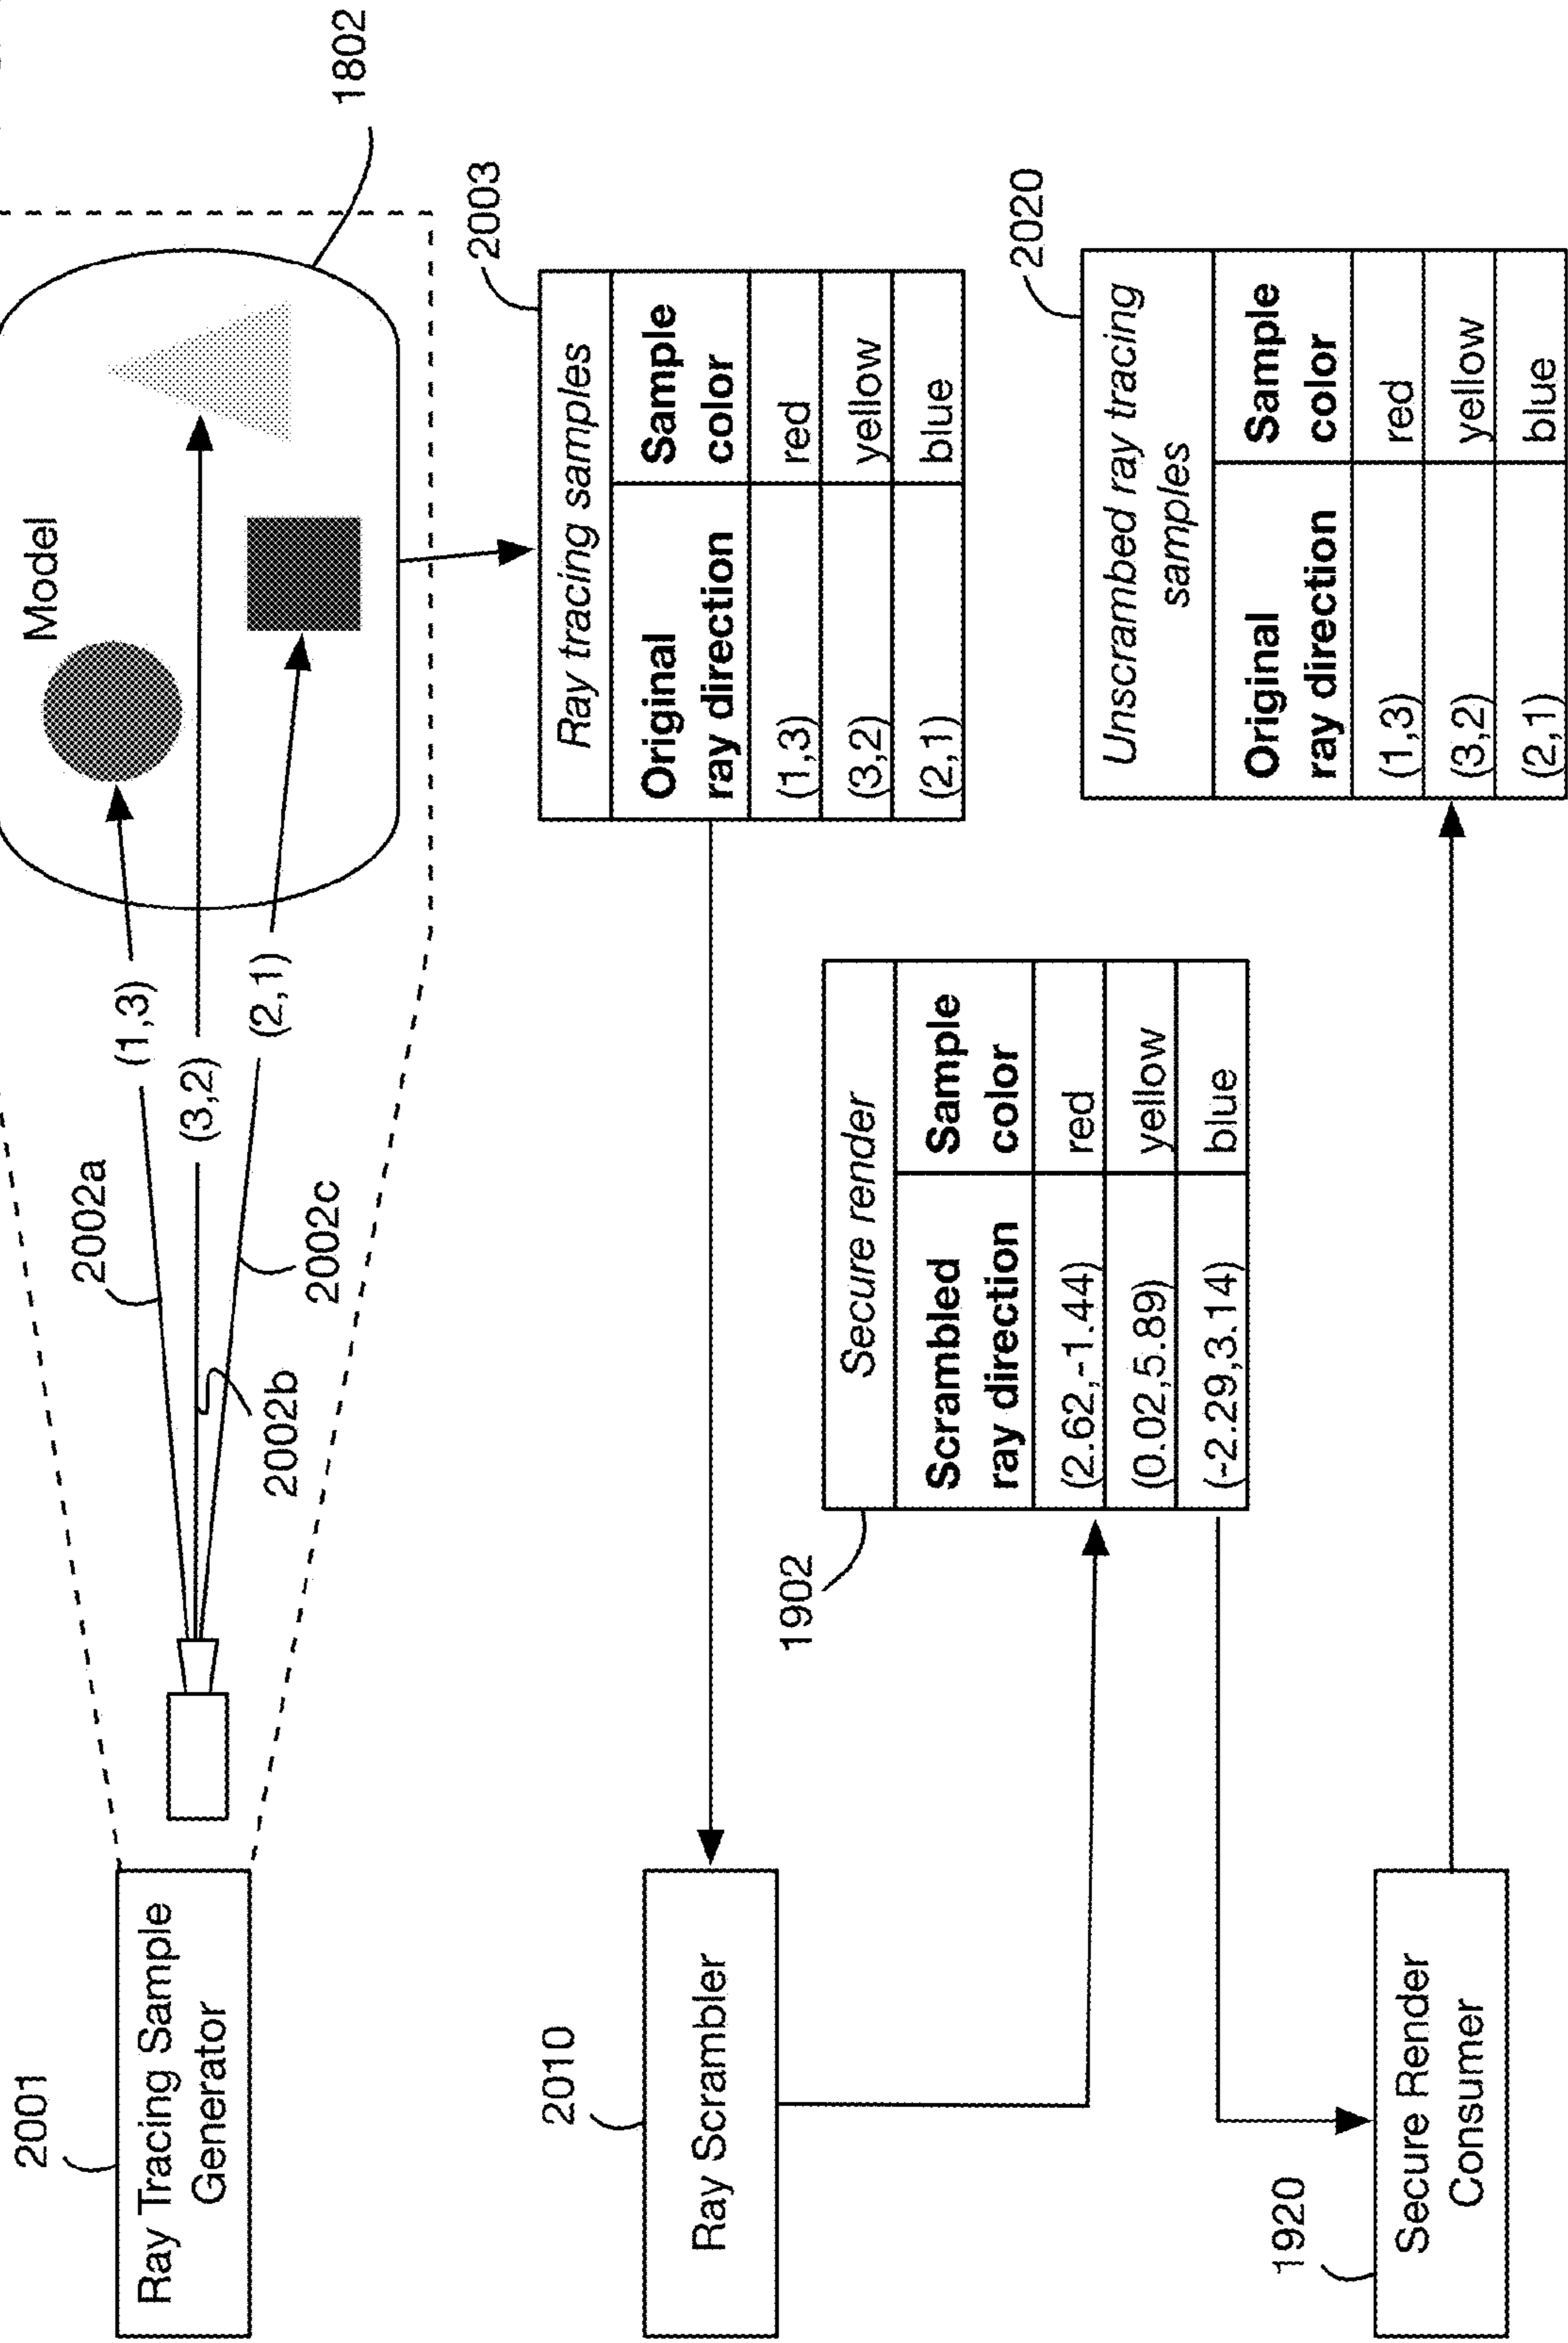 2001
Ray Tracing Sample
Generator
2002a
2002b
2002c
(1,3)
(3,2)
(2,1)
Model
1802
2003
Ray tracing samples
Original
ray direction
Sample
color
(1,3) red
(3,2) yellow
(2,1) blue
2010
Ray Scrambler
1902
Secure render
Scrambled
ray direction
Sample
color
(2.62,-1.44) red
(0.02,5.89) yellow
(-2.29,3.14) blue
1920
Secure Render
Consumer
2020
Unscrambed ray tracing
samples
Original
ray direction
Sample
color
(1,3) red
(3,2) yellow
(2,1) blue